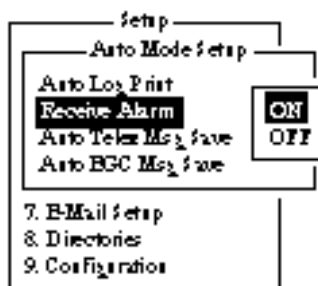 Setup
Auto Mode Setup
Auto Log Print
Receive Alarm
ON
Auto Telex Msg Save
OFF
Auto EGC Msg Save
7. E-Mail Setup
8. Directories
9. Configuration